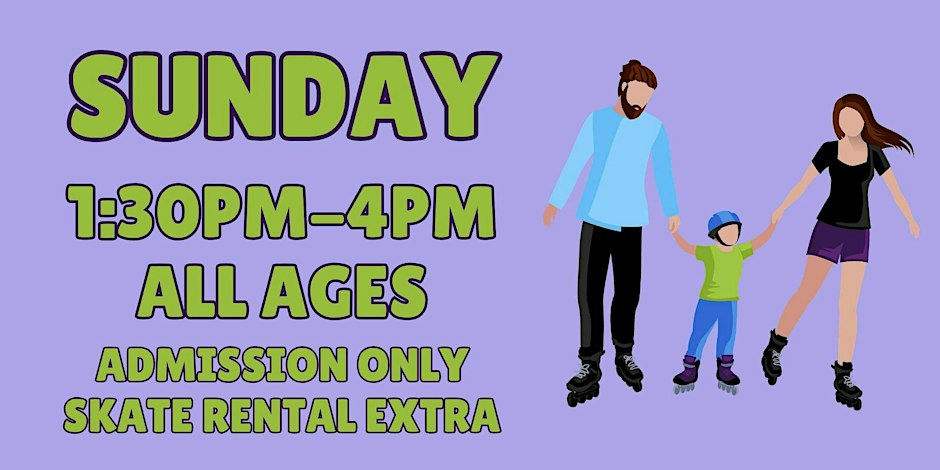 SUNDAY
1:30PM–4PM
ALL AGES
ADMISSION ONLY
SKATE RENTAL EXTRA